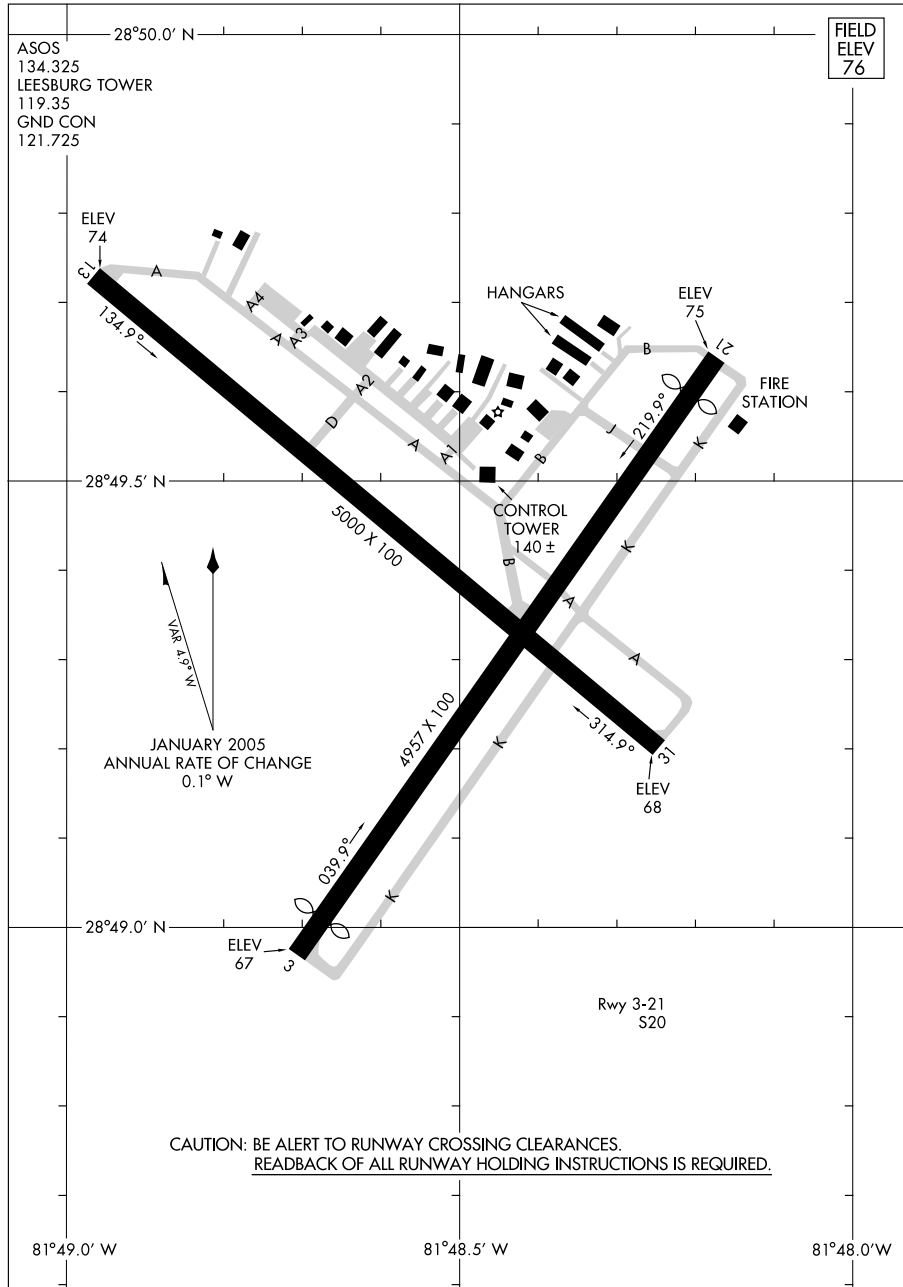 28°50.0' N
FIELD
ELEV
76
ASOS
134.325
LEESBURG TOWER
119.35
GND CON
121.725
ELEV
74
13
134.9°
A
A4
A
A3
A2
D
A
A1
HANGARS
ELEV
75
21
B
FIRE
STATION
219.9°
J
K
B
28°49.5' N
CONTROL
TOWER
140 ±
5000 X 100
B
K
A
A
VAR 4.9° W
JANUARY 2005
ANNUAL RATE OF CHANGE
0.1° W
4957 X 100
K
314.9°
31
ELEV
68
039.9°
K
28°49.0' N
ELEV
67
3
Rwy 3-21
S20
CAUTION: BE ALERT TO RUNWAY CROSSING CLEARANCES.
READBACK OF ALL RUNWAY HOLDING INSTRUCTIONS IS REQUIRED.
81°49.0' W
81°48.5' W
81°48.0' W